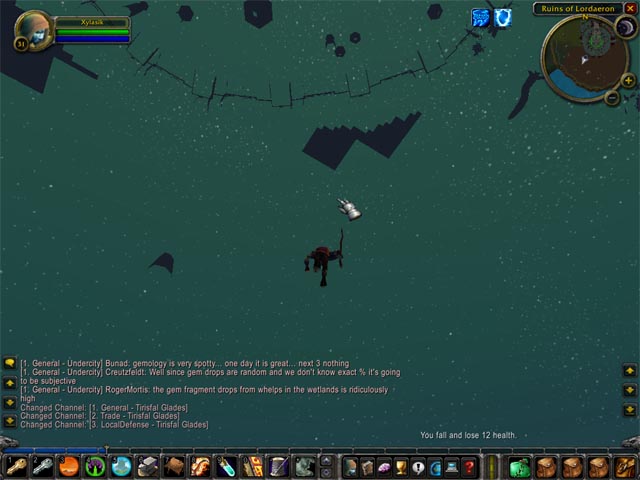 Xylasik
31
Ruins of Lordaeron
N
[1. General - Undercity] Bunad: gemology is very spotty... one day it is great... next 3 nothing
[1. General - Undercity] Creutzfeldt: Well since gem drops are random and we don't know exact % it's going
to be subjective
[1. General - Undercity] RogerMortis: the gem fragment drops from whelps in the wetlands is ridiculously
high
Changed Channel: [1. General - Tirisfal Glades]
Changed Channel: [2. Trade - Tirisfal Glades]
Changed Channel: [3. LocalDefense - Tirisfal Glades]
You fall and lose 12 health.